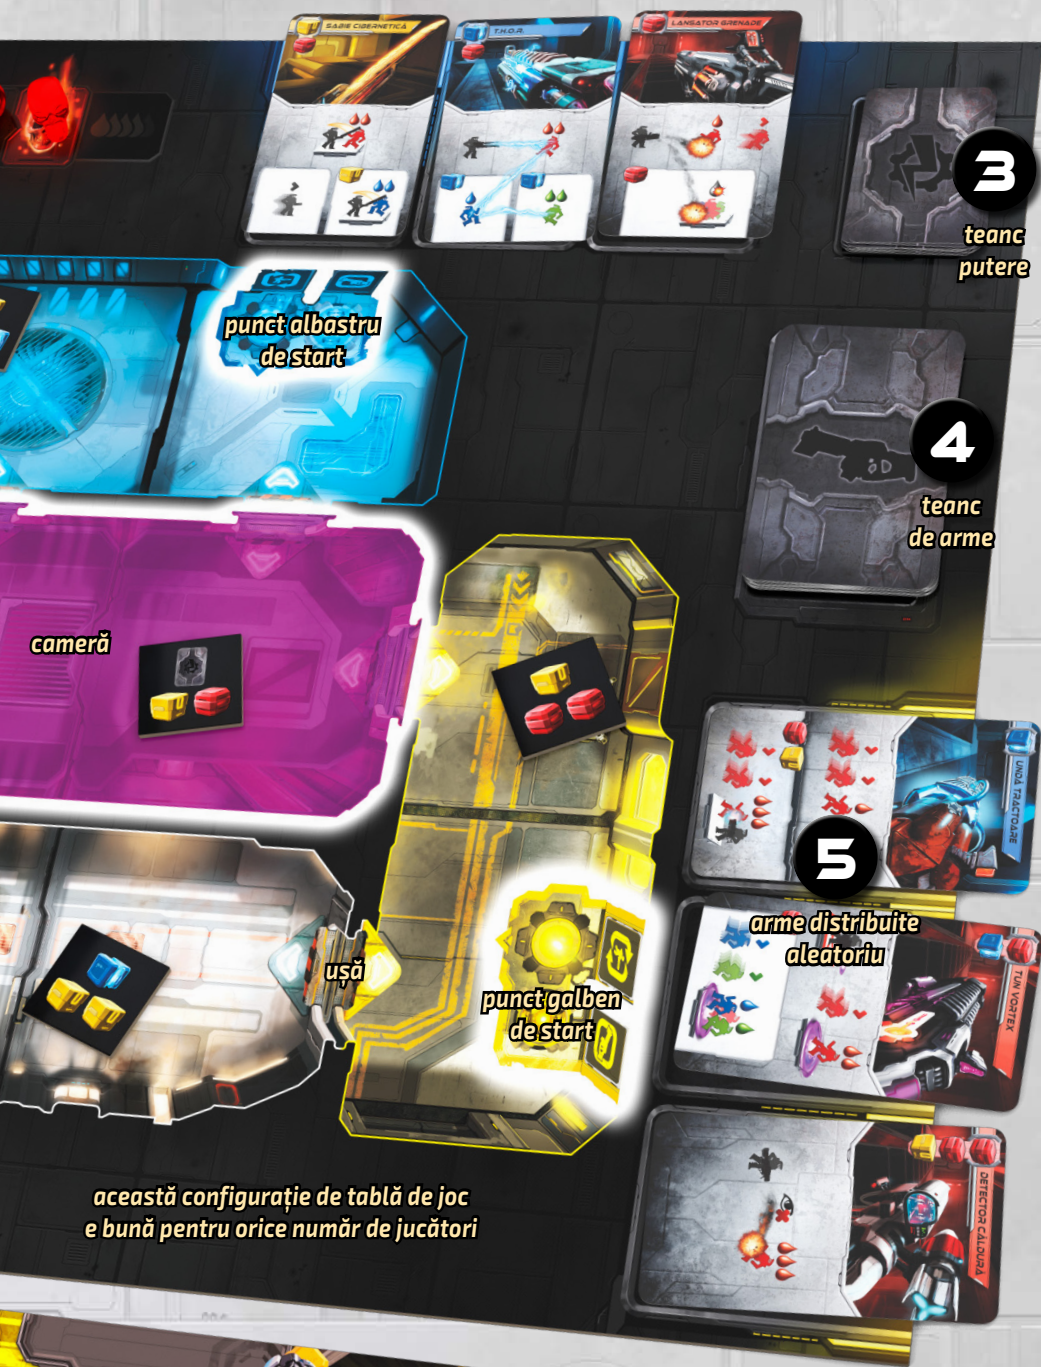 SABIE CIBERNETICĂ
T.H.O.R.
LANSATOR GRENADE
3
teanc
putere
punct albastru
de start
4
teanc
de arme
cameră
UNDĂ TRACTOARE
5
arme distribuite
aleatoriu
TUN VORTEX
ușă
punct galben
de start
DETECTOR CĂLDURĂ
această configurație de tablă de joc
e bună pentru orice număr de jucători